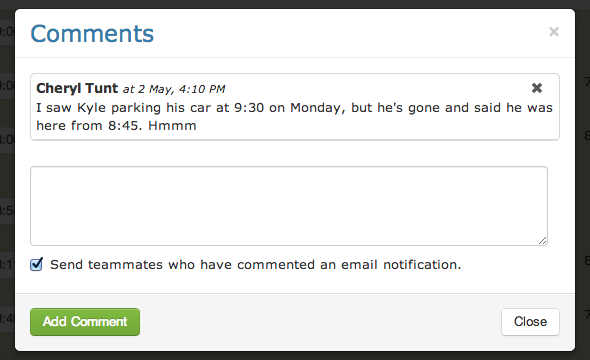 Comments
×
Cheryl Tunt at 2 May, 4:10 PM ✖
I saw Kyle parking his car at 9:30 on Monday, but he's gone and said he was
here from 8:45. Hmmm
Send teammates who have commented an email notification.
Add Comment
Close